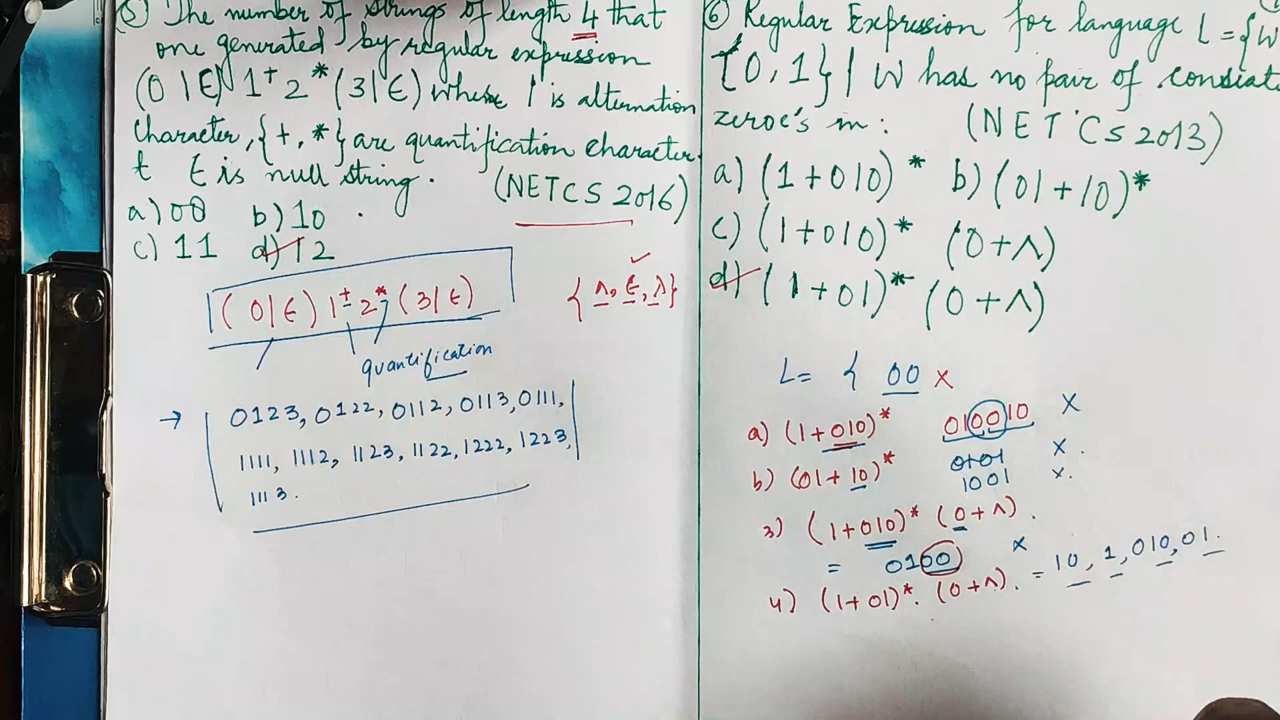 (5) The number of strings of length 4 that
one generated by regular expression
(0|ϵ) 1+ 2* (3|ϵ) where | is alternation
character, {+, *} are quantification character
t ϵ is null string. (NETCS 2016)
a) 08 b) 10
c) 11 d) 12
(0|ϵ) 1+ 2* (3|ϵ) {^, ϵ, λ}
quantification
→ 0123, 0122, 0112, 0113, 0111,
1111, 1112, 1123, 1122, 1222, 1223,
1113.
(6) Regular Expression for language L = {W
{0,1} | W has no pair of consiat
zeroe's in: (NET CS 2013)
a) (1+010)* b) (01+10)*
c) (1+010)* (0+^)
d) (1+01)* (0+^)
L= { 00 x
a) (1+010)* 010010 x
b) (01+10)* 0101 x.
1001 x.
3) (1+010)* (0+^).
= 0100 x
4) (1+01)*. (0+^). = 10, 1, 010, 01.